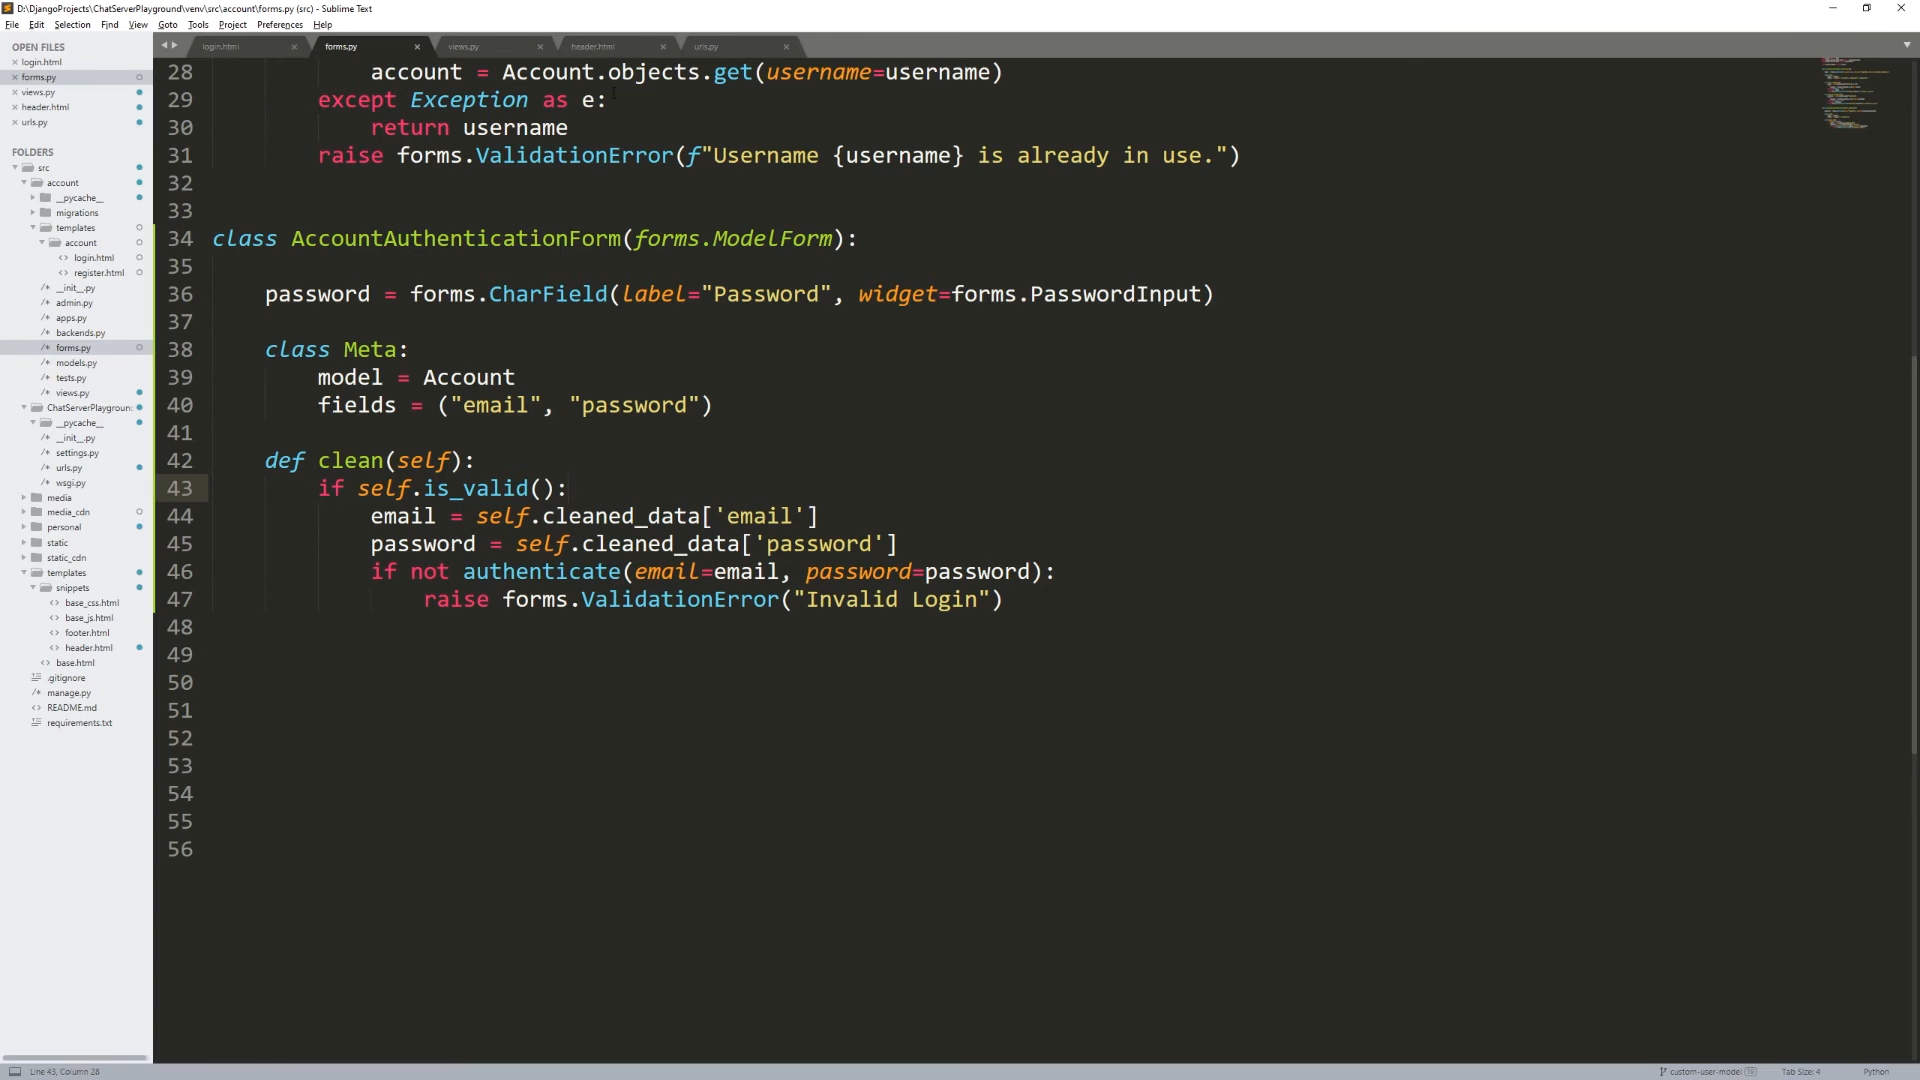 D:\DjangoProjects\ChatServerPlayground\venv\src\account\forms.py (src) - Sublime Text
File Edit Selection Find View Goto Tools Project Preferences Help
OPEN FILES
login.html
forms.py
views.py
header.html
urls.py
FOLDERS
src
account
__pycache__
migrations
templates
account
login.html
register.html
__init__.py
admin.py
apps.py
backends.py
forms.py
models.py
tests.py
views.py
ChatServerPlayground
__pycache__
__init__.py
settings.py
urls.py
wsgi.py
media
media_cdn
personal
static
static_cdn
templates
snippets
base_css.html
base_js.html
footer.html
header.html
base.html
.gitignore
manage.py
README.md
requirements.txt
login.html forms.py views.py header.html urls.py
28 account = Account.objects.get(username=username)
29 except Exception as e:
30 return username
31 raise forms.ValidationError(f"Username {username} is already in use.")
32
33
34 class AccountAuthenticationForm(forms.ModelForm):
35
36 password = forms.CharField(label="Password", widget=forms.PasswordInput)
37
38 class Meta:
39 model = Account
40 fields = ("email", "password")
41
42 def clean(self):
43 if self.is_valid():
44 email = self.cleaned_data['email']
45 password = self.cleaned_data['password']
46 if not authenticate(email=email, password=password):
47 raise forms.ValidationError("Invalid Login")
48
49
50
51
52
53
54
55
56
Line 43, Column 28
custom-user-model 19 Tab Size: 4 Python